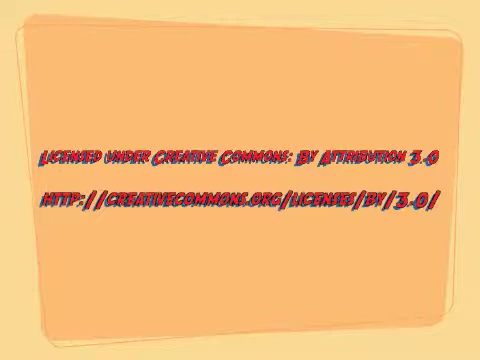 Licensed under Creative Commons: By Attribution 3.0
http://creativecommons.org/licenses/by/3.0/